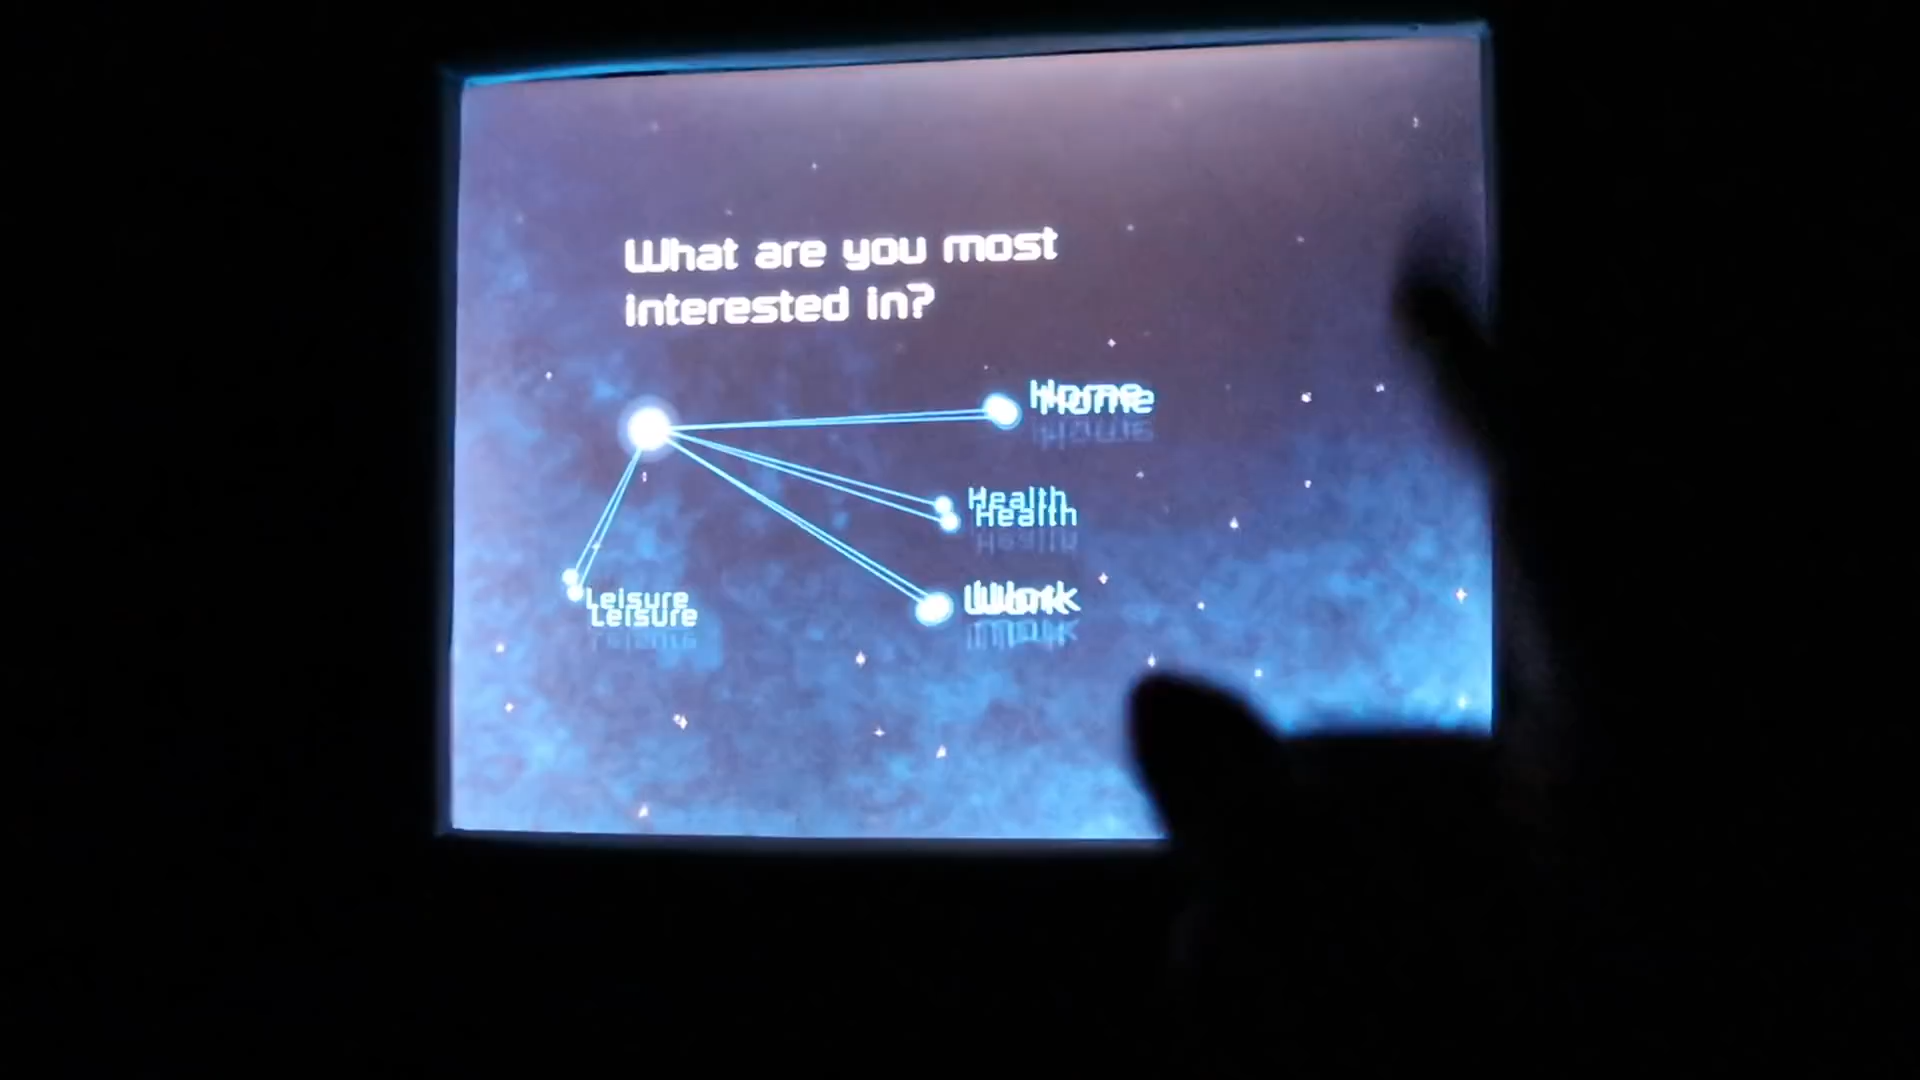 What are you most
interested in?
Home
Health
Work
Leisure